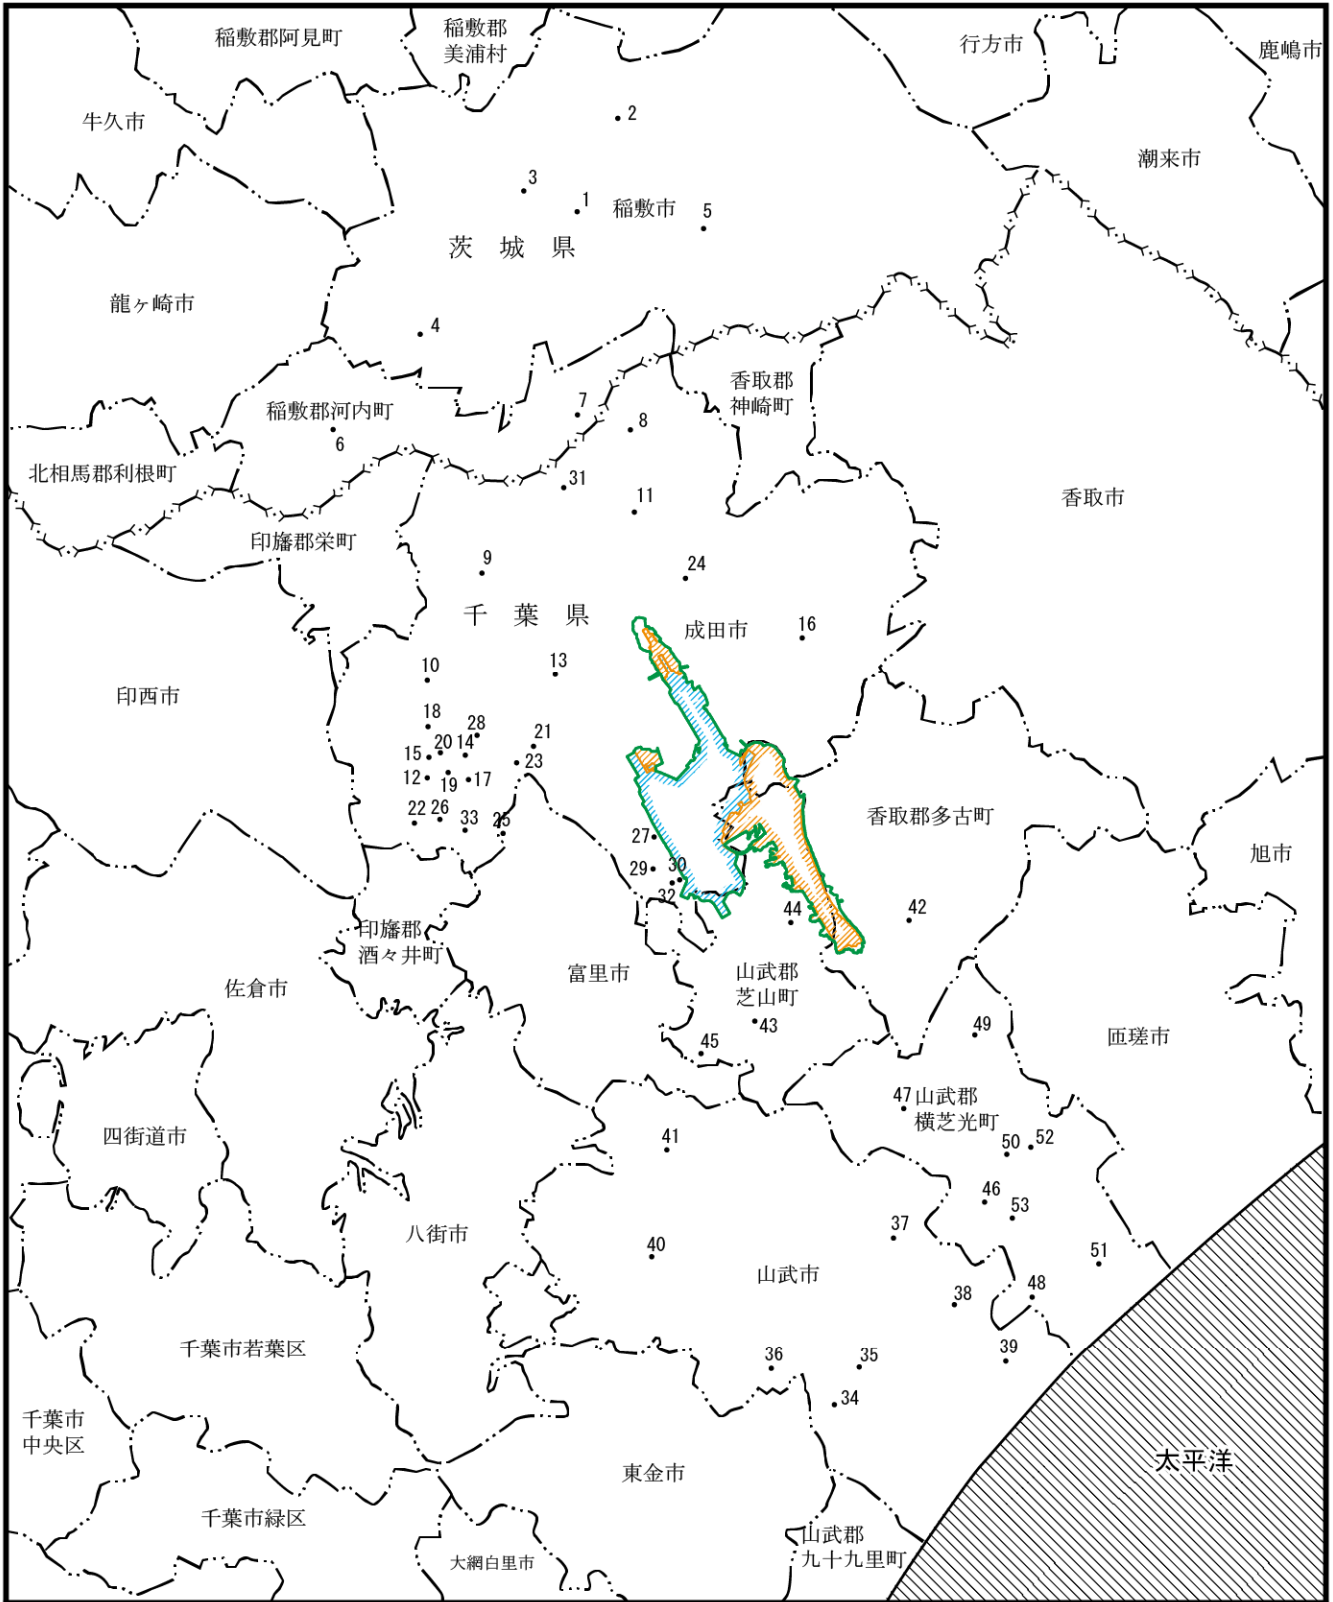 稲敷郡阿見町
稲敷郡
美浦村
行方市
鹿嶋市
牛久市
2
潮来市
3
1
稲敷市
5
茨城県
龍ヶ崎市
4
香取郡
神崎町
稲敷郡河内町
6
7
8
北相馬郡利根町
31
11
香取市
印旛郡栄町
9
24
千葉県
成田市
16
10
13
印西市
18
28
20
14
15
21
23
12
19
17
22
26
33
25
27
香取郡多古町
旭市
29
30
32
44
42
印旛郡
酒々井町
富里市
山武郡
芝山町
佐倉市
43
49
45
匝瑳市
47
山武郡
横芝光町
四街道市
41
50
52
46
53
八街市
37
40
51
山武市
38
48
千葉市若葉区
36
35
39
34
千葉市
中央区
東金市
太平洋
千葉市緑区
山武郡
九十九里町
大網白里市